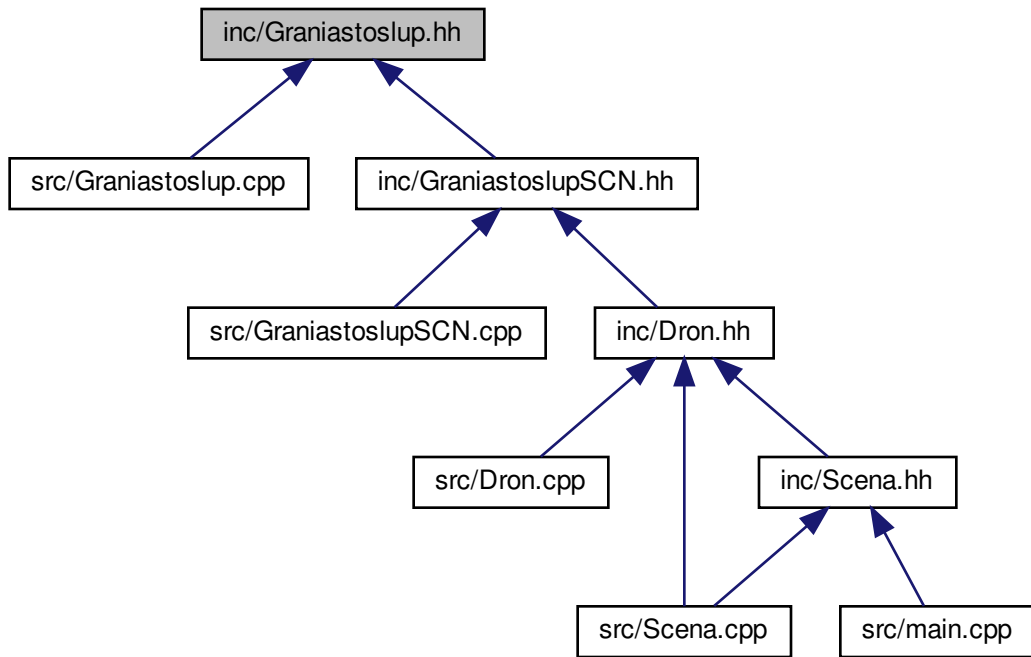 inc/Graniastoslup.hh
src/Graniastoslup.cpp
inc/GraniastoslupSCN.hh
src/GraniastoslupSCN.cpp
inc/Dron.hh
src/Dron.cpp
inc/Scena.hh
src/Scena.cpp
src/main.cpp